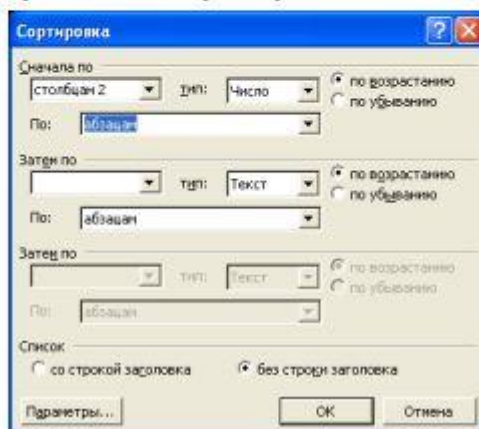 Сортировка
Сначала по
столбцам 2 тип: Число по возрастанию
по убыванию
По: абзацам
Затем по
тип: Текст по возрастанию
по убыванию
По: абзацам
Затем по
тип: Текст по возрастанию
по убыванию
По: абзацам
Список
со строкой заголовка без строки заголовка
Параметры... ОК Отмена